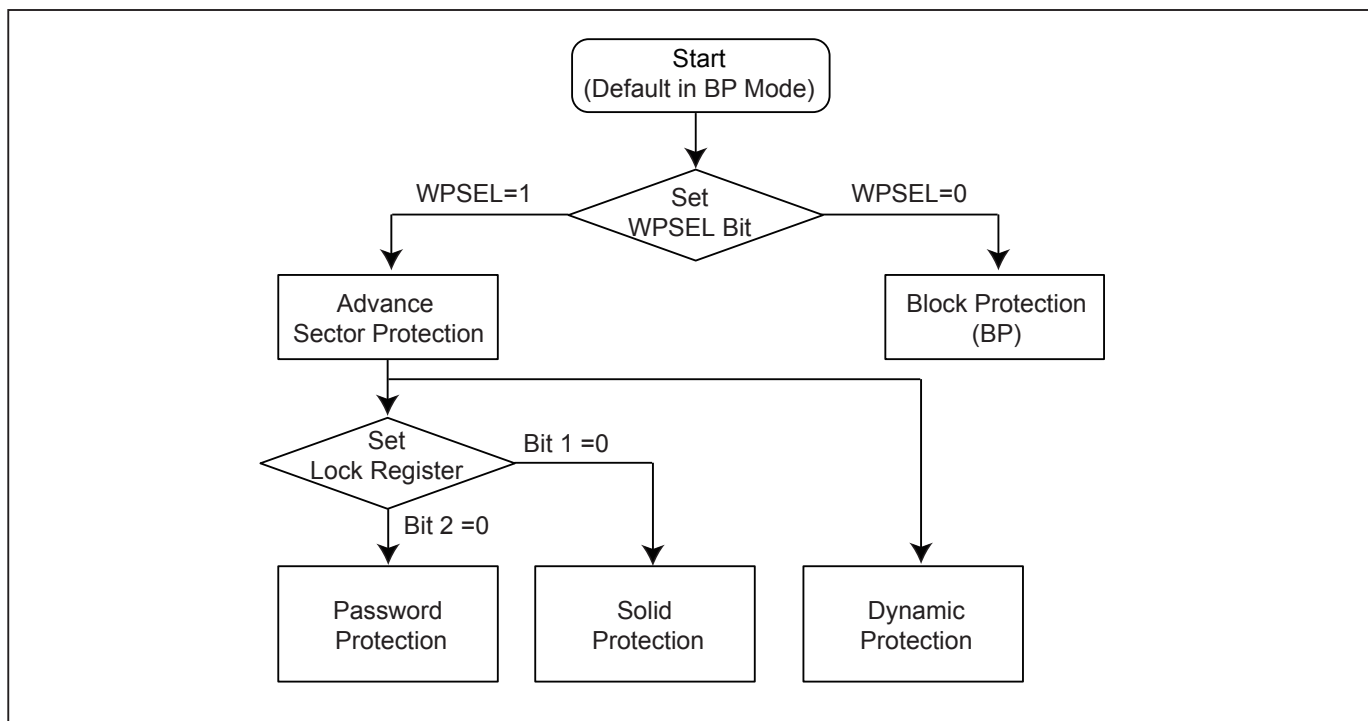 Start
(Default in BP Mode)
WPSEL=1
Set
WPSEL Bit
WPSEL=0
Advance
Sector Protection
Block Protection
(BP)
Set
Lock Register
Bit 1 =0
Bit 2 =0
Password
Protection
Solid
Protection
Dynamic
Protection